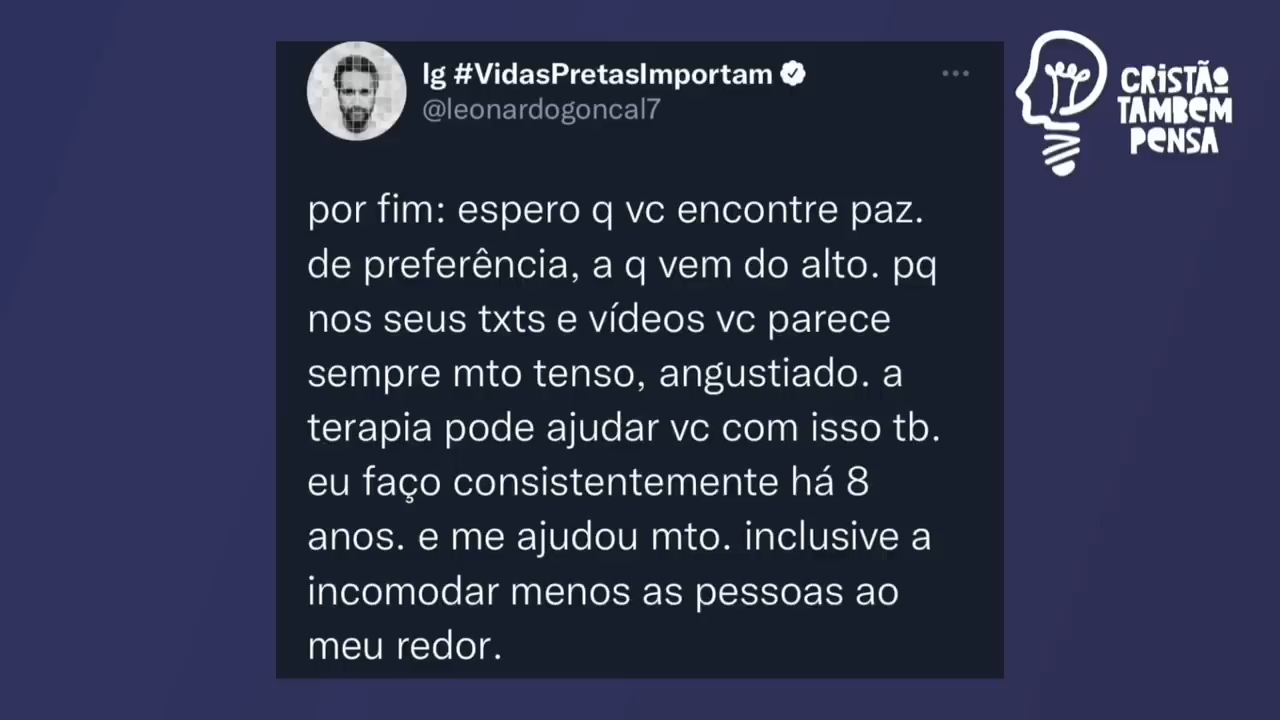 lg #VidasPretasImportam
@leonardogoncal7
por fim: espero q vc encontre paz.
de preferência, a q vem do alto. pq
nos seus txts e vídeos vc parece
sempre mto tenso, angustiado. a
terapia pode ajudar vc com isso tb.
eu faço consistentemente há 8
anos. e me ajudou mto. inclusive a
incomodar menos as pessoas ao
meu redor.
CRISTÃO
TAMBEM
PENSA